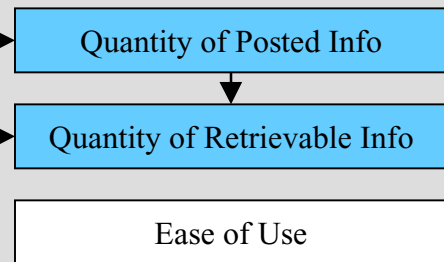 Quantity of Posted Info
Quantity of Retrievable Info
Ease of Use